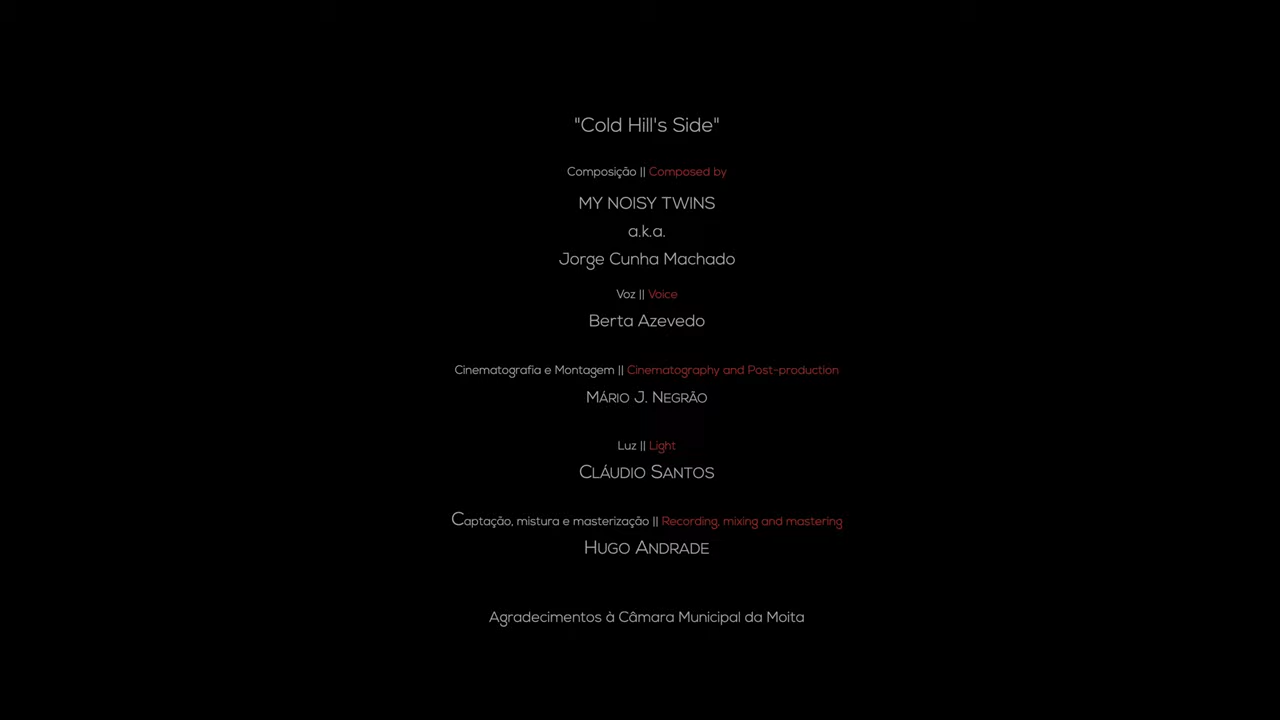 "Cold Hill's Side"
Composição || Composed by
MY NOISY TWINS
a.k.a.
Jorge Cunha Machado
Voz || Voice
Berta Azevedo
Cinematografia e Montagem || Cinematography and Post-production
MÁRIO J. NEGRÃO
Luz || Light
CLÁUDIO SANTOS
Captação, mistura e masterização || Recording, mixing and mastering
HUGO ANDRADE
Agradecimentos à Câmara Municipal da Moita